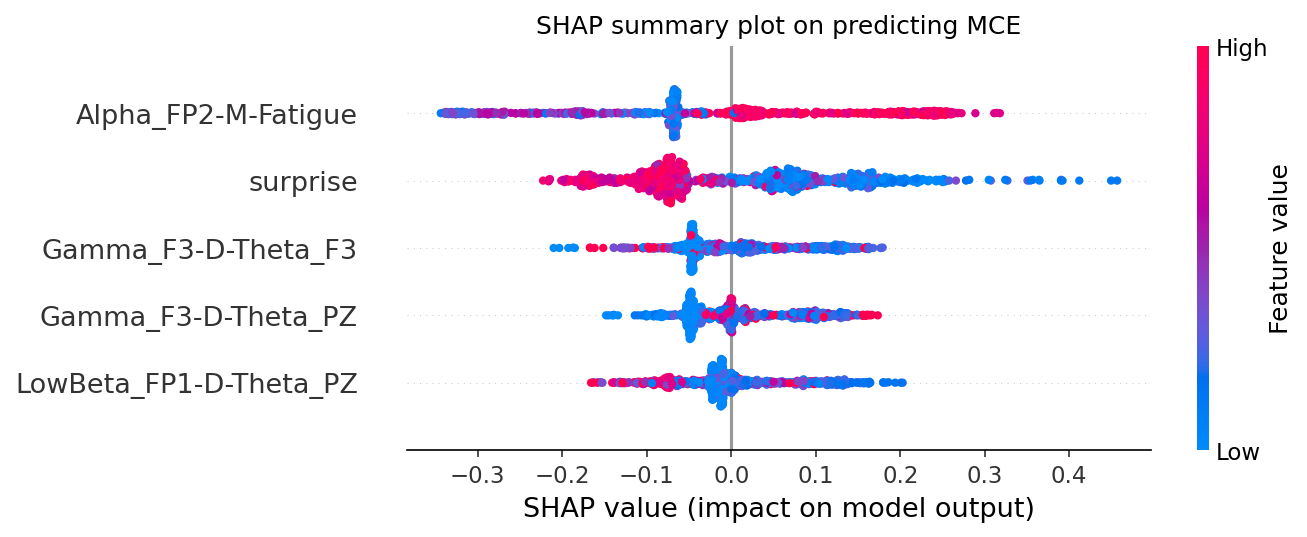 SHAP summary plot on predicting MCE
High
Alpha_FP2-M-Fatigue
surprise
Gamma_F3-D-Theta_F3
Gamma_F3-D-Theta_PZ
LowBeta_FP1-D-Theta_PZ
Feature value
Low
−0.3 −0.2 −0.1 0.0 0.1 0.2 0.3 0.4
SHAP value (impact on model output)